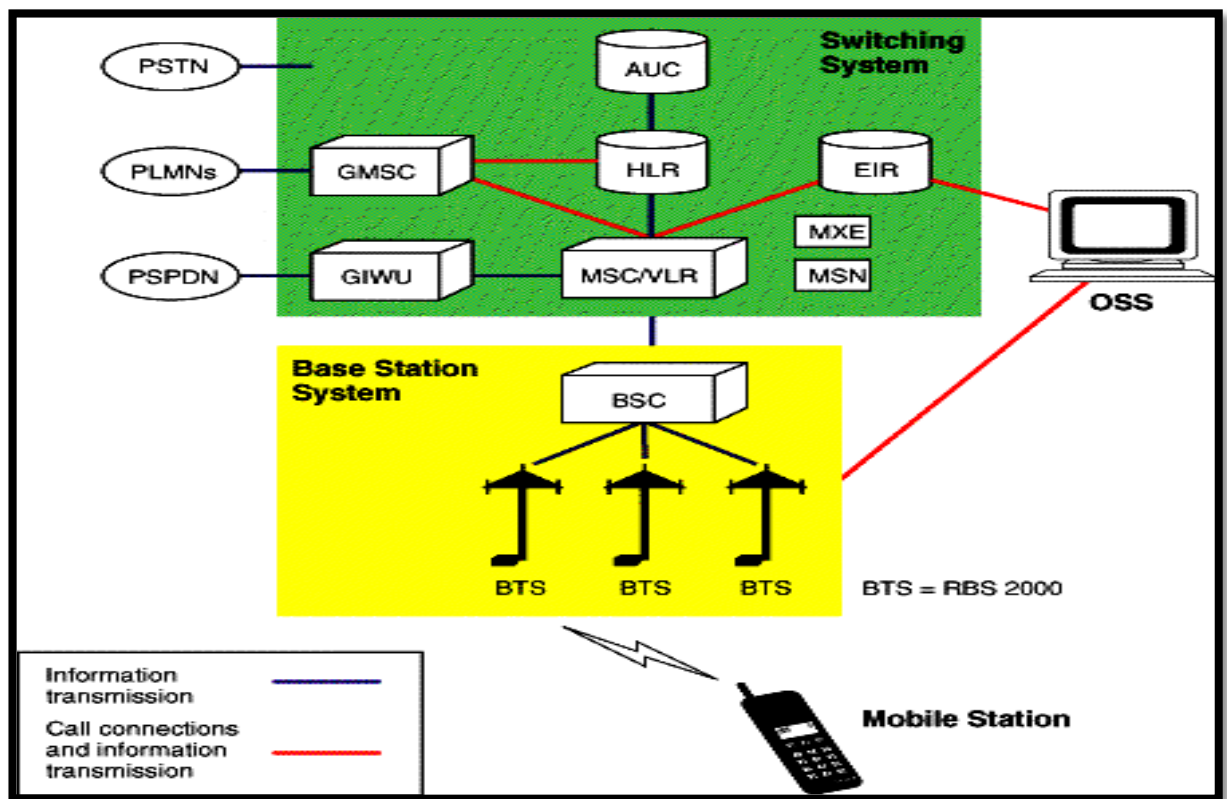 Switching
System
PSTN
AUC
PLMNs
GMSC
HLR
EIR
MXE
PSPDN
GIWU
MSC/VLR
MSN
OSS
Base Station
System
BSC
BTS
BTS
BTS
BTS = RBS 2000
Information
transmission
Call connections
and information
transmission
Mobile Station